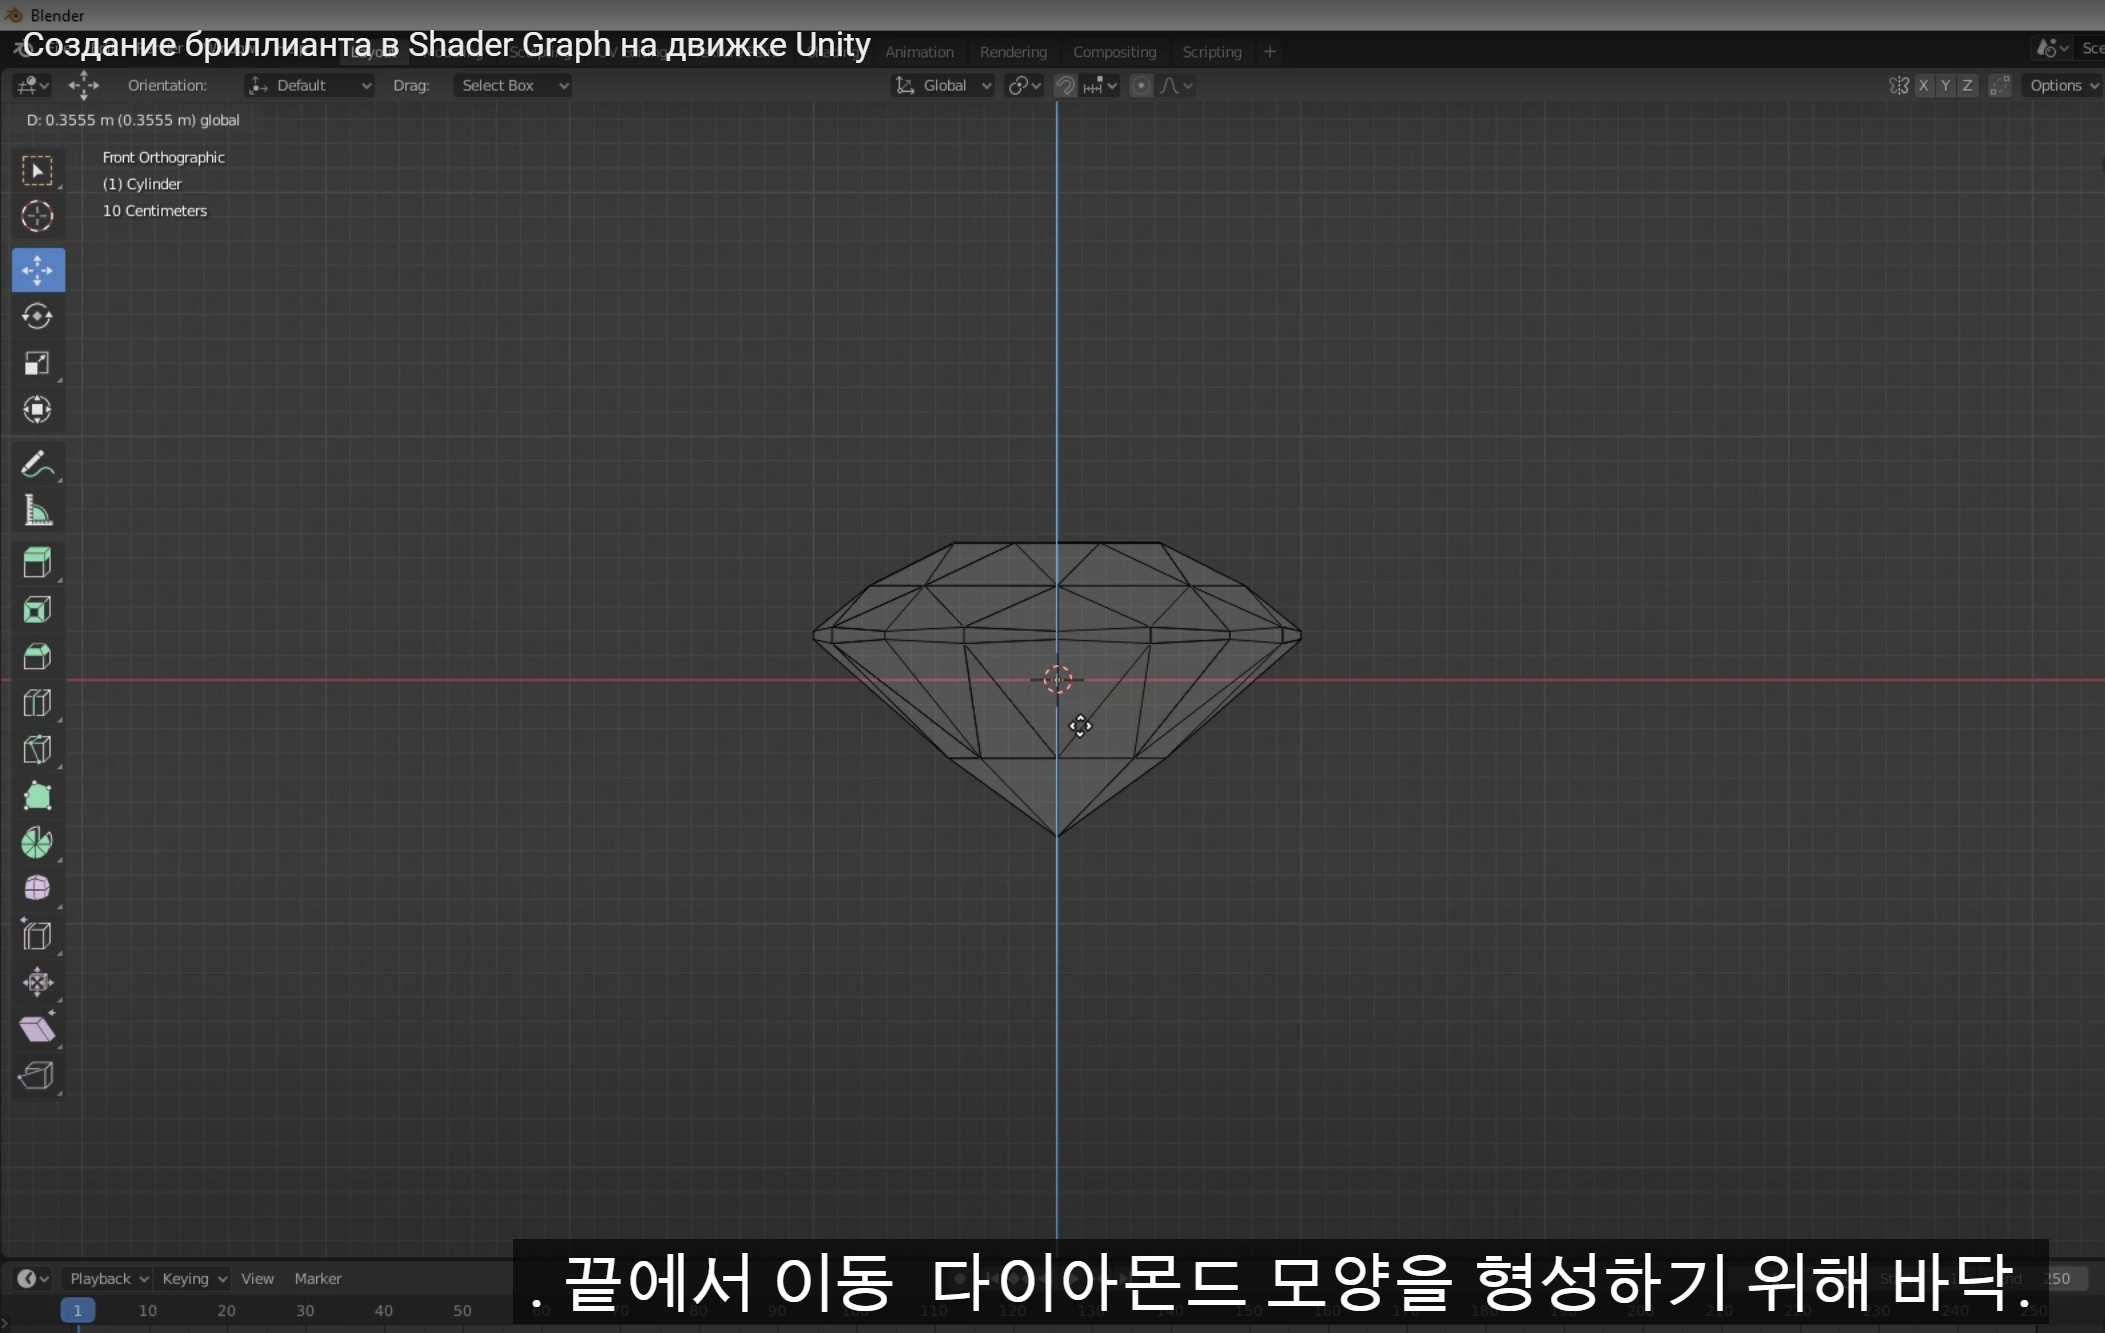 Blender
Создание бриллианта в Shader Graph на движке Unity
Layout
Animation
Rendering
Compositing
Scripting
+
Sce
Orientation:
Default
Drag:
Select Box
Global
X
Y
Z
Options
D: 0.3555 m (0.3555 m) global
Front Orthographic
(1) Cylinder
10 Centimeters
Playback
Keying
View
Marker
250
. 끝에서 이동  다이아몬드 모양을 형성하기 위해 바닥.
1
10
20
30
40
50